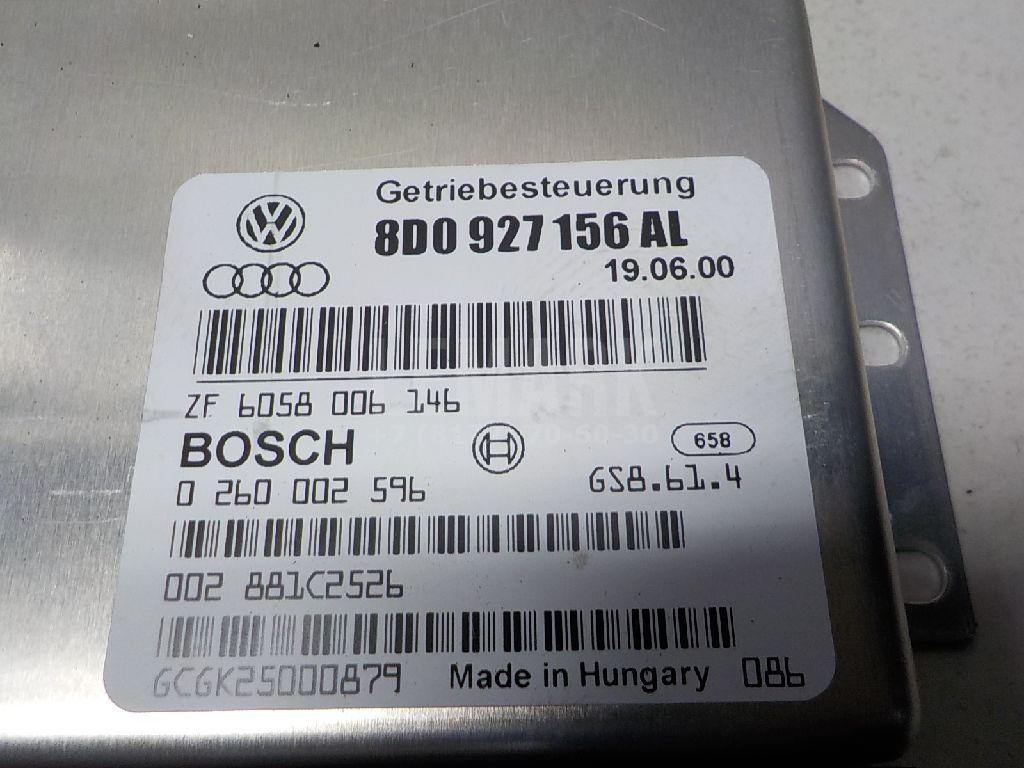 Getriebesteuerung
8D0 927 156 AL
19.06.00
ZF 6058 006 146
BOSCH
658
0 260 002 596
GS8.61.4
002 881C2526
GCGK25000879
Made in Hungary
086